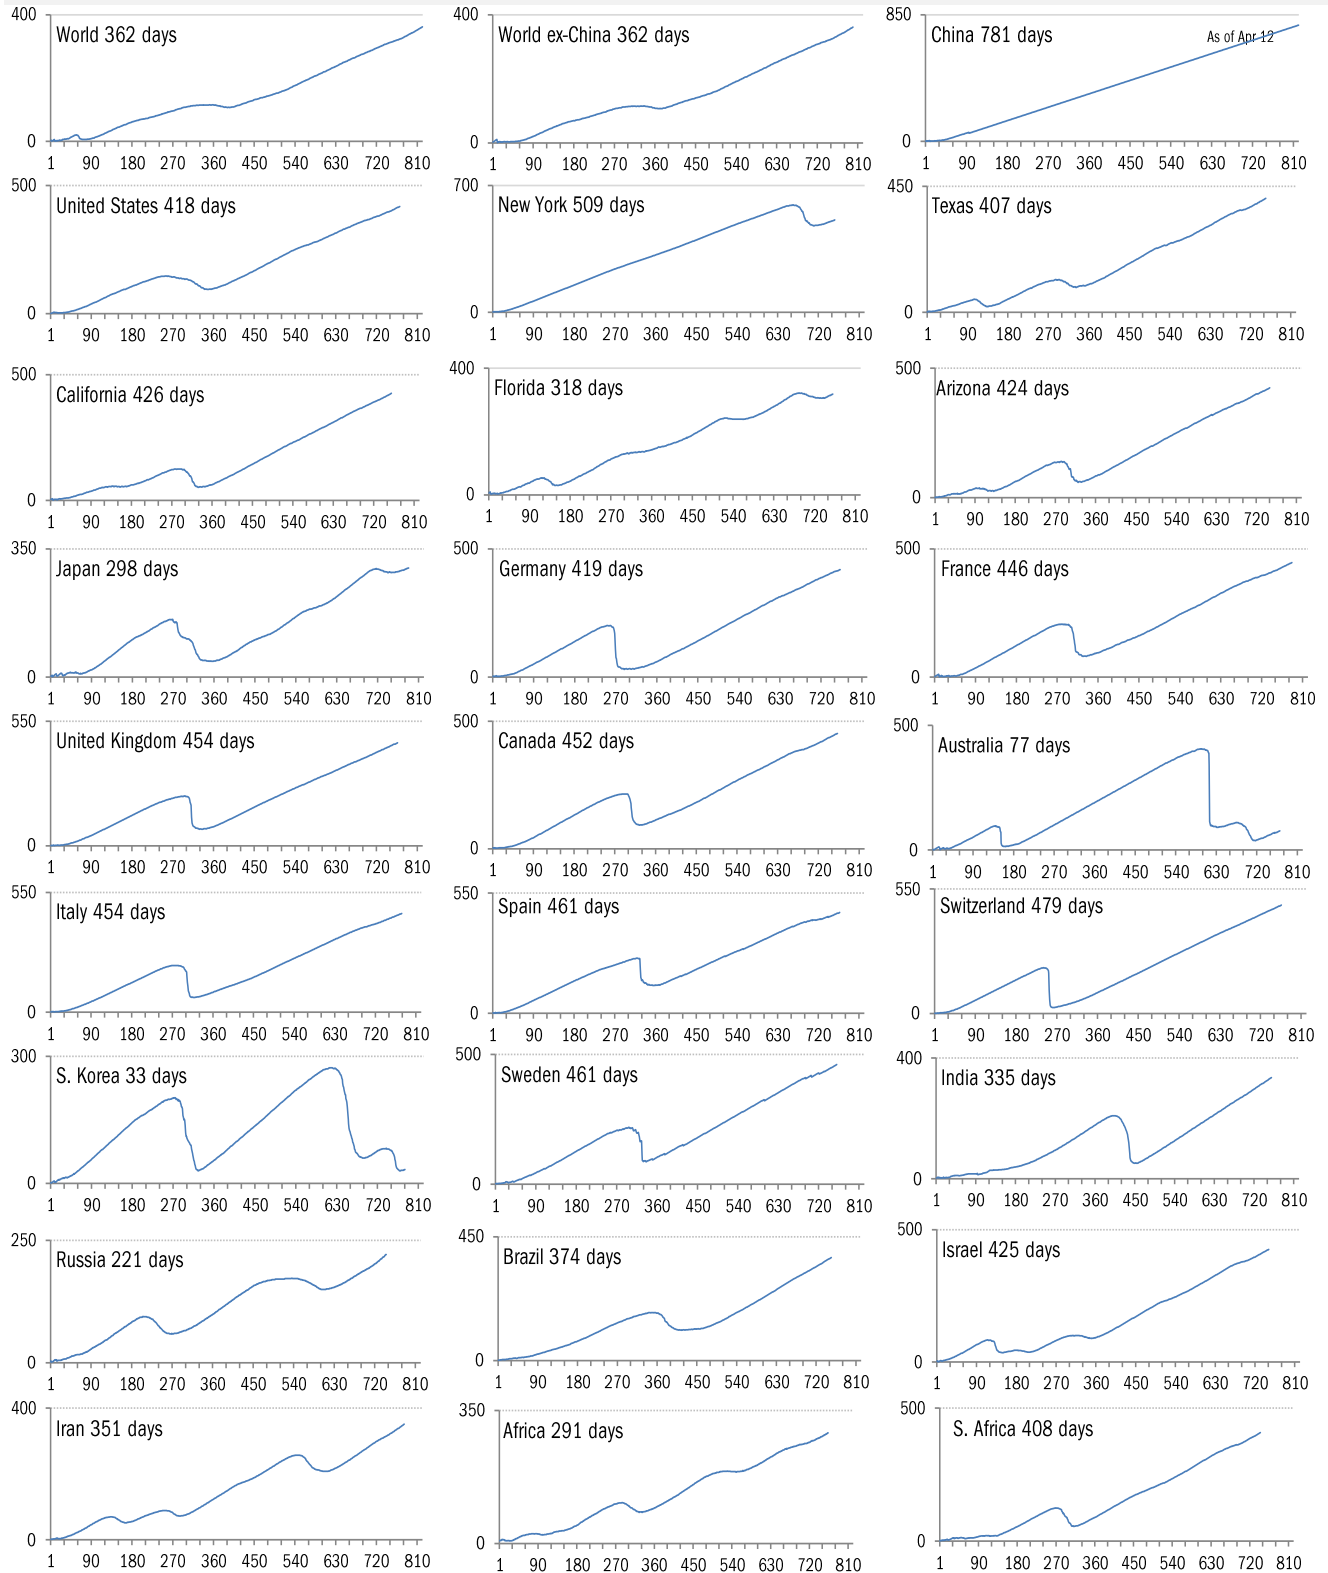 400
World 362 days
0
1 90 180 270 360 450 540 630 720 810
400
World ex-China 362 days
0
1 90 180 270 360 450 540 630 720 810
850
China 781 days
As of Apr 12
0
1 90 180 270 360 450 540 630 720 810
500
United States 418 days
0
1 90 180 270 360 450 540 630 720 810
700
New York 509 days
0
1 90 180 270 360 450 540 630 720 810
450
Texas 407 days
0
1 90 180 270 360 450 540 630 720 810
500
California 426 days
0
1 90 180 270 360 450 540 630 720 810
400
Florida 318 days
0
1 90 180 270 360 450 540 630 720 810
500
Arizona 424 days
0
1 90 180 270 360 450 540 630 720 810
350
Japan 298 days
0
1 90 180 270 360 450 540 630 720 810
500
Germany 419 days
0
1 90 180 270 360 450 540 630 720 810
500
France 446 days
0
1 90 180 270 360 450 540 630 720 810
550
United Kingdom 454 days
0
1 90 180 270 360 450 540 630 720 810
500
Canada 452 days
0
1 90 180 270 360 450 540 630 720 810
500
Australia 77 days
0
1 90 180 270 360 450 540 630 720 810
550
Italy 454 days
0
1 90 180 270 360 450 540 630 720 810
550
Spain 461 days
0
1 90 180 270 360 450 540 630 720 810
550
Switzerland 479 days
0
1 90 180 270 360 450 540 630 720 810
300
S. Korea 33 days
0
1 90 180 270 360 450 540 630 720 810
500
Sweden 461 days
0
1 90 180 270 360 450 540 630 720 810
400
India 335 days
0
1 90 180 270 360 450 540 630 720 810
250
Russia 221 days
0
1 90 180 270 360 450 540 630 720 810
450
Brazil 374 days
0
1 90 180 270 360 450 540 630 720 810
500
Israel 425 days
0
1 90 180 270 360 450 540 630 720 810
400
Iran 351 days
0
1 90 180 270 360 450 540 630 720 810
350
Africa 291 days
0
1 90 180 270 360 450 540 630 720 810
500
S. Africa 408 days
0
1 90 180 270 360 450 540 630 720 810